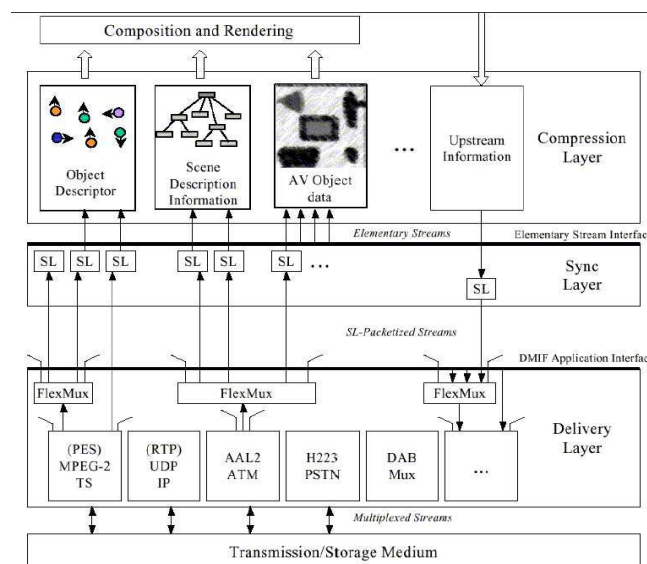 Composition and Rendering
Object
Descriptor
Scene
Description
Information
AV Object
data
...
Upstream
Information
Compression
Layer
Elementary Streams
Elementary Stream Interfac
SL SL SL SL SL SL ...
SL
Sync
Layer
SL-Packetized Streams
DMIF Application Interfac
FlexMux FlexMux FlexMux
(PES)
MPEG-2
TS
(RTP)
UDP
IP
AAL2
ATM
H223
PSTN
DAB
Mux
...
Delivery
Layer
Multiplexed Streams
Transmission/Storage Medium